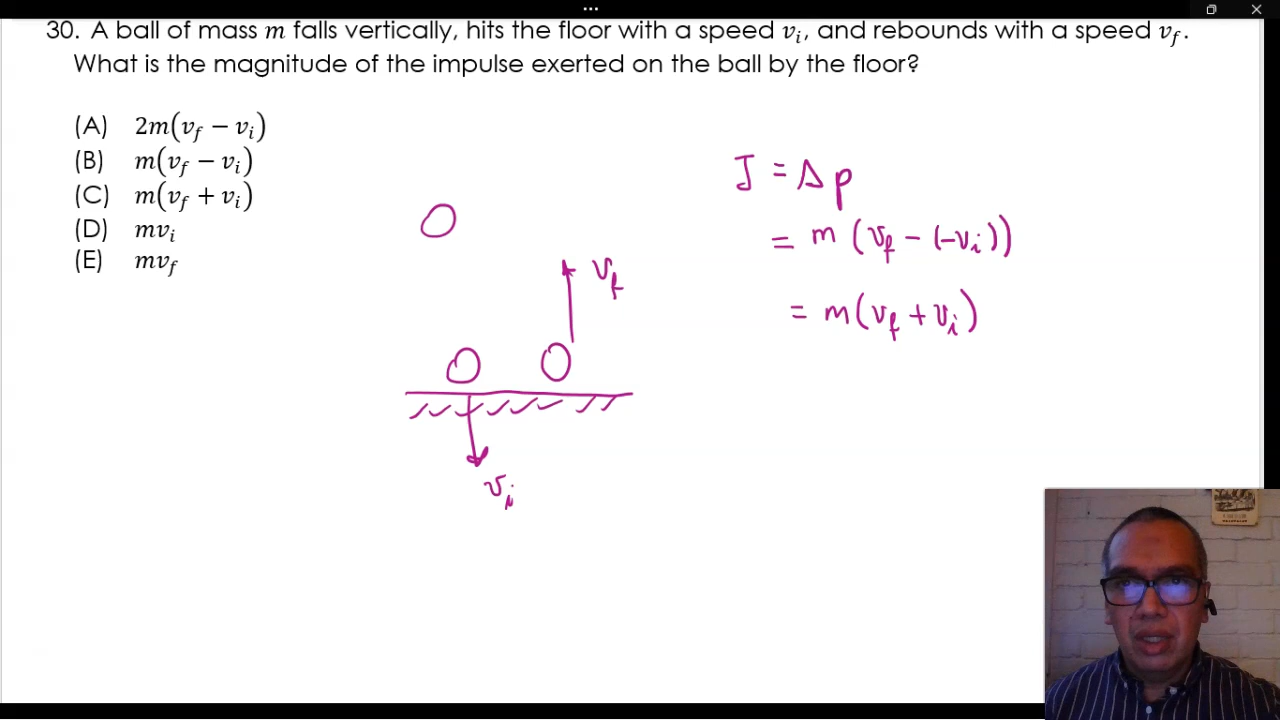 30. A ball of mass m falls vertically, hits the floor with a speed vᵢ, and rebounds with a speed v_f.
What is the magnitude of the impulse exerted on the ball by the floor?
(A) 2m(v_f − vᵢ)
(B) m(v_f − vᵢ)
(C) m(v_f + vᵢ)
(D) mvᵢ
(E) mv_f
J = Δp
= m (v_f − (−vᵢ))
= m(v_f + vᵢ)
v_f
vᵢ